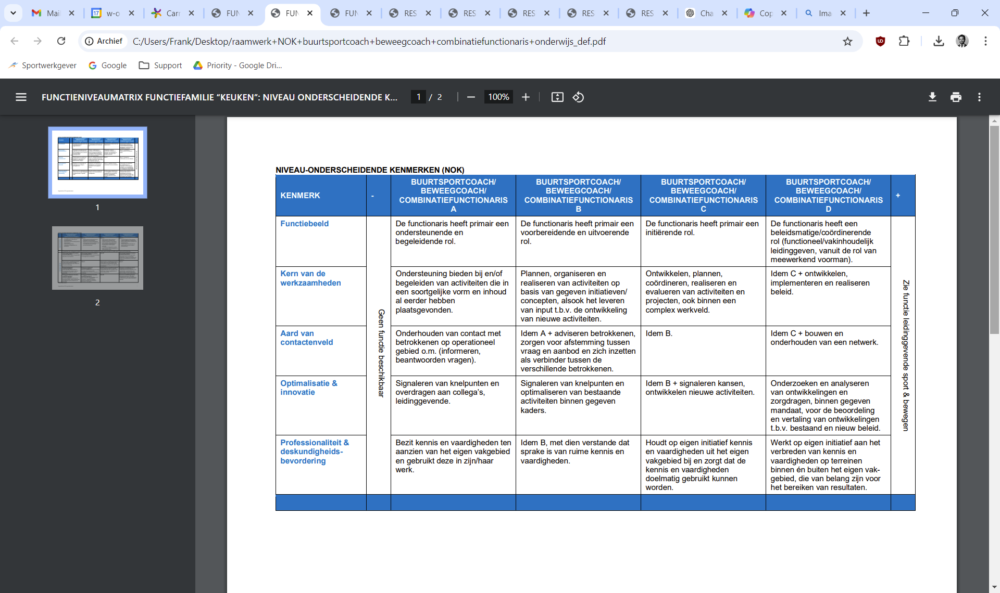 Mai
17
w-o
Carr
FUN
FUN
FUN
RES
RES
RES
RES
RES
Cha
Cop
Ima
Archief
C:/Users/Frank/Desktop/raamwerk+NOK+buurtsportcoach+beweegcoach+combinatiefunctionaris+onderwijs_def.pdf
Sportwerkgever
Google
Support
Priority - Google Dri...
FUNCTIENIVEAUMATRIX FUNCTIEFAMILIE “KEUKEN”: NIVEAU ONDERSCHEIDENDE K...
1 / 2
100%
1
2
NIVEAU-ONDERSCHEIDENDE KENMERKEN (NOK)
KENMERK
-
BUURTSPORTCOACH/
BEWEEGCOACH/
COMBINATIEFUNCTIONARIS
A
BUURTSPORTCOACH/
BEWEEGCOACH/
COMBINATIEFUNCTIONARIS
B
BUURTSPORTCOACH/
BEWEEGCOACH/
COMBINATIEFUNCTIONARIS
C
BUURTSPORTCOACH/
BEWEEGCOACH/
COMBINATIEFUNCTIONARIS
D
+
Functiebeeld
Geen functie beschikbaar
De functionaris heeft primair een
ondersteunende en
begeleidende rol.
De functionaris heeft primair een
voorbereidende en uitvoerende
rol.
De functionaris heeft primair een
initiërende rol.
De functionaris heeft een
beleidsmatige/coördinerende
rol (functioneel/vakinhoudelijk
leidinggeven, vanuit de rol van
meewerkend voorman).
Zie functie leidinggevende sport & bewegen
Kern van de
werkzaamheden
Ondersteuning bieden bij en/of
begeleiden van activiteiten die in
een soortgelijke vorm en inhoud
al eerder hebben
plaatsgevonden.
Plannen, organiseren en
realiseren van activiteiten op
basis van gegeven initiatieven/
concepten, alsook het leveren
van input t.b.v. de ontwikkeling
van nieuwe activiteiten.
Ontwikkelen, plannen,
coördineren, realiseren en
evalueren van activiteiten en
projecten, ook binnen een
complex werkveld.
Idem C + ontwikkelen,
implementeren en realiseren
beleid.
Aard van
contactenveld
Onderhouden van contact met
betrokkenen op operationeel
gebied o.m. (informeren,
beantwoorden vragen).
Idem A + adviseren betrokkenen,
zorgen voor afstemming tussen
vraag en aanbod en zich inzetten
als verbinder tussen de
verschillende betrokkenen.
Idem B.
Idem C + bouwen en
onderhouden van een netwerk.
Optimalisatie &
innovatie
Signaleren van knelpunten en
overdragen aan collega’s,
leidinggevende.
Signaleren van knelpunten en
optimaliseren van bestaande
activiteiten binnen gegeven
kaders.
Idem B + signaleren kansen,
ontwikkelen nieuwe activiteiten.
Onderzoeken en analyseren
van ontwikkelingen en
zorgdragen, binnen gegeven
mandaat, voor de beoordeling
en vertaling van ontwikkelingen
t.b.v. bestaand en nieuw beleid.
Professionaliteit &
deskundigheids-
bevordering
Bezit kennis en vaardigheden ten
aanzien van het eigen vakgebied
en gebruikt deze in zijn/haar
werk.
Idem B, met dien verstande dat
sprake is van ruime kennis en
vaardigheden.
Houdt op eigen initiatief kennis
en vaardigheden uit het eigen
vakgebied bij en zorgt dat de
kennis en vaardigheden
doelmatig gebruikt kunnen
worden.
Werkt op eigen initiatief aan het
verbreden van kennis en
vaardigheden op terreinen
binnen én buiten het eigen vak-
gebied, die van belang zijn voor
het bereiken van resultaten.